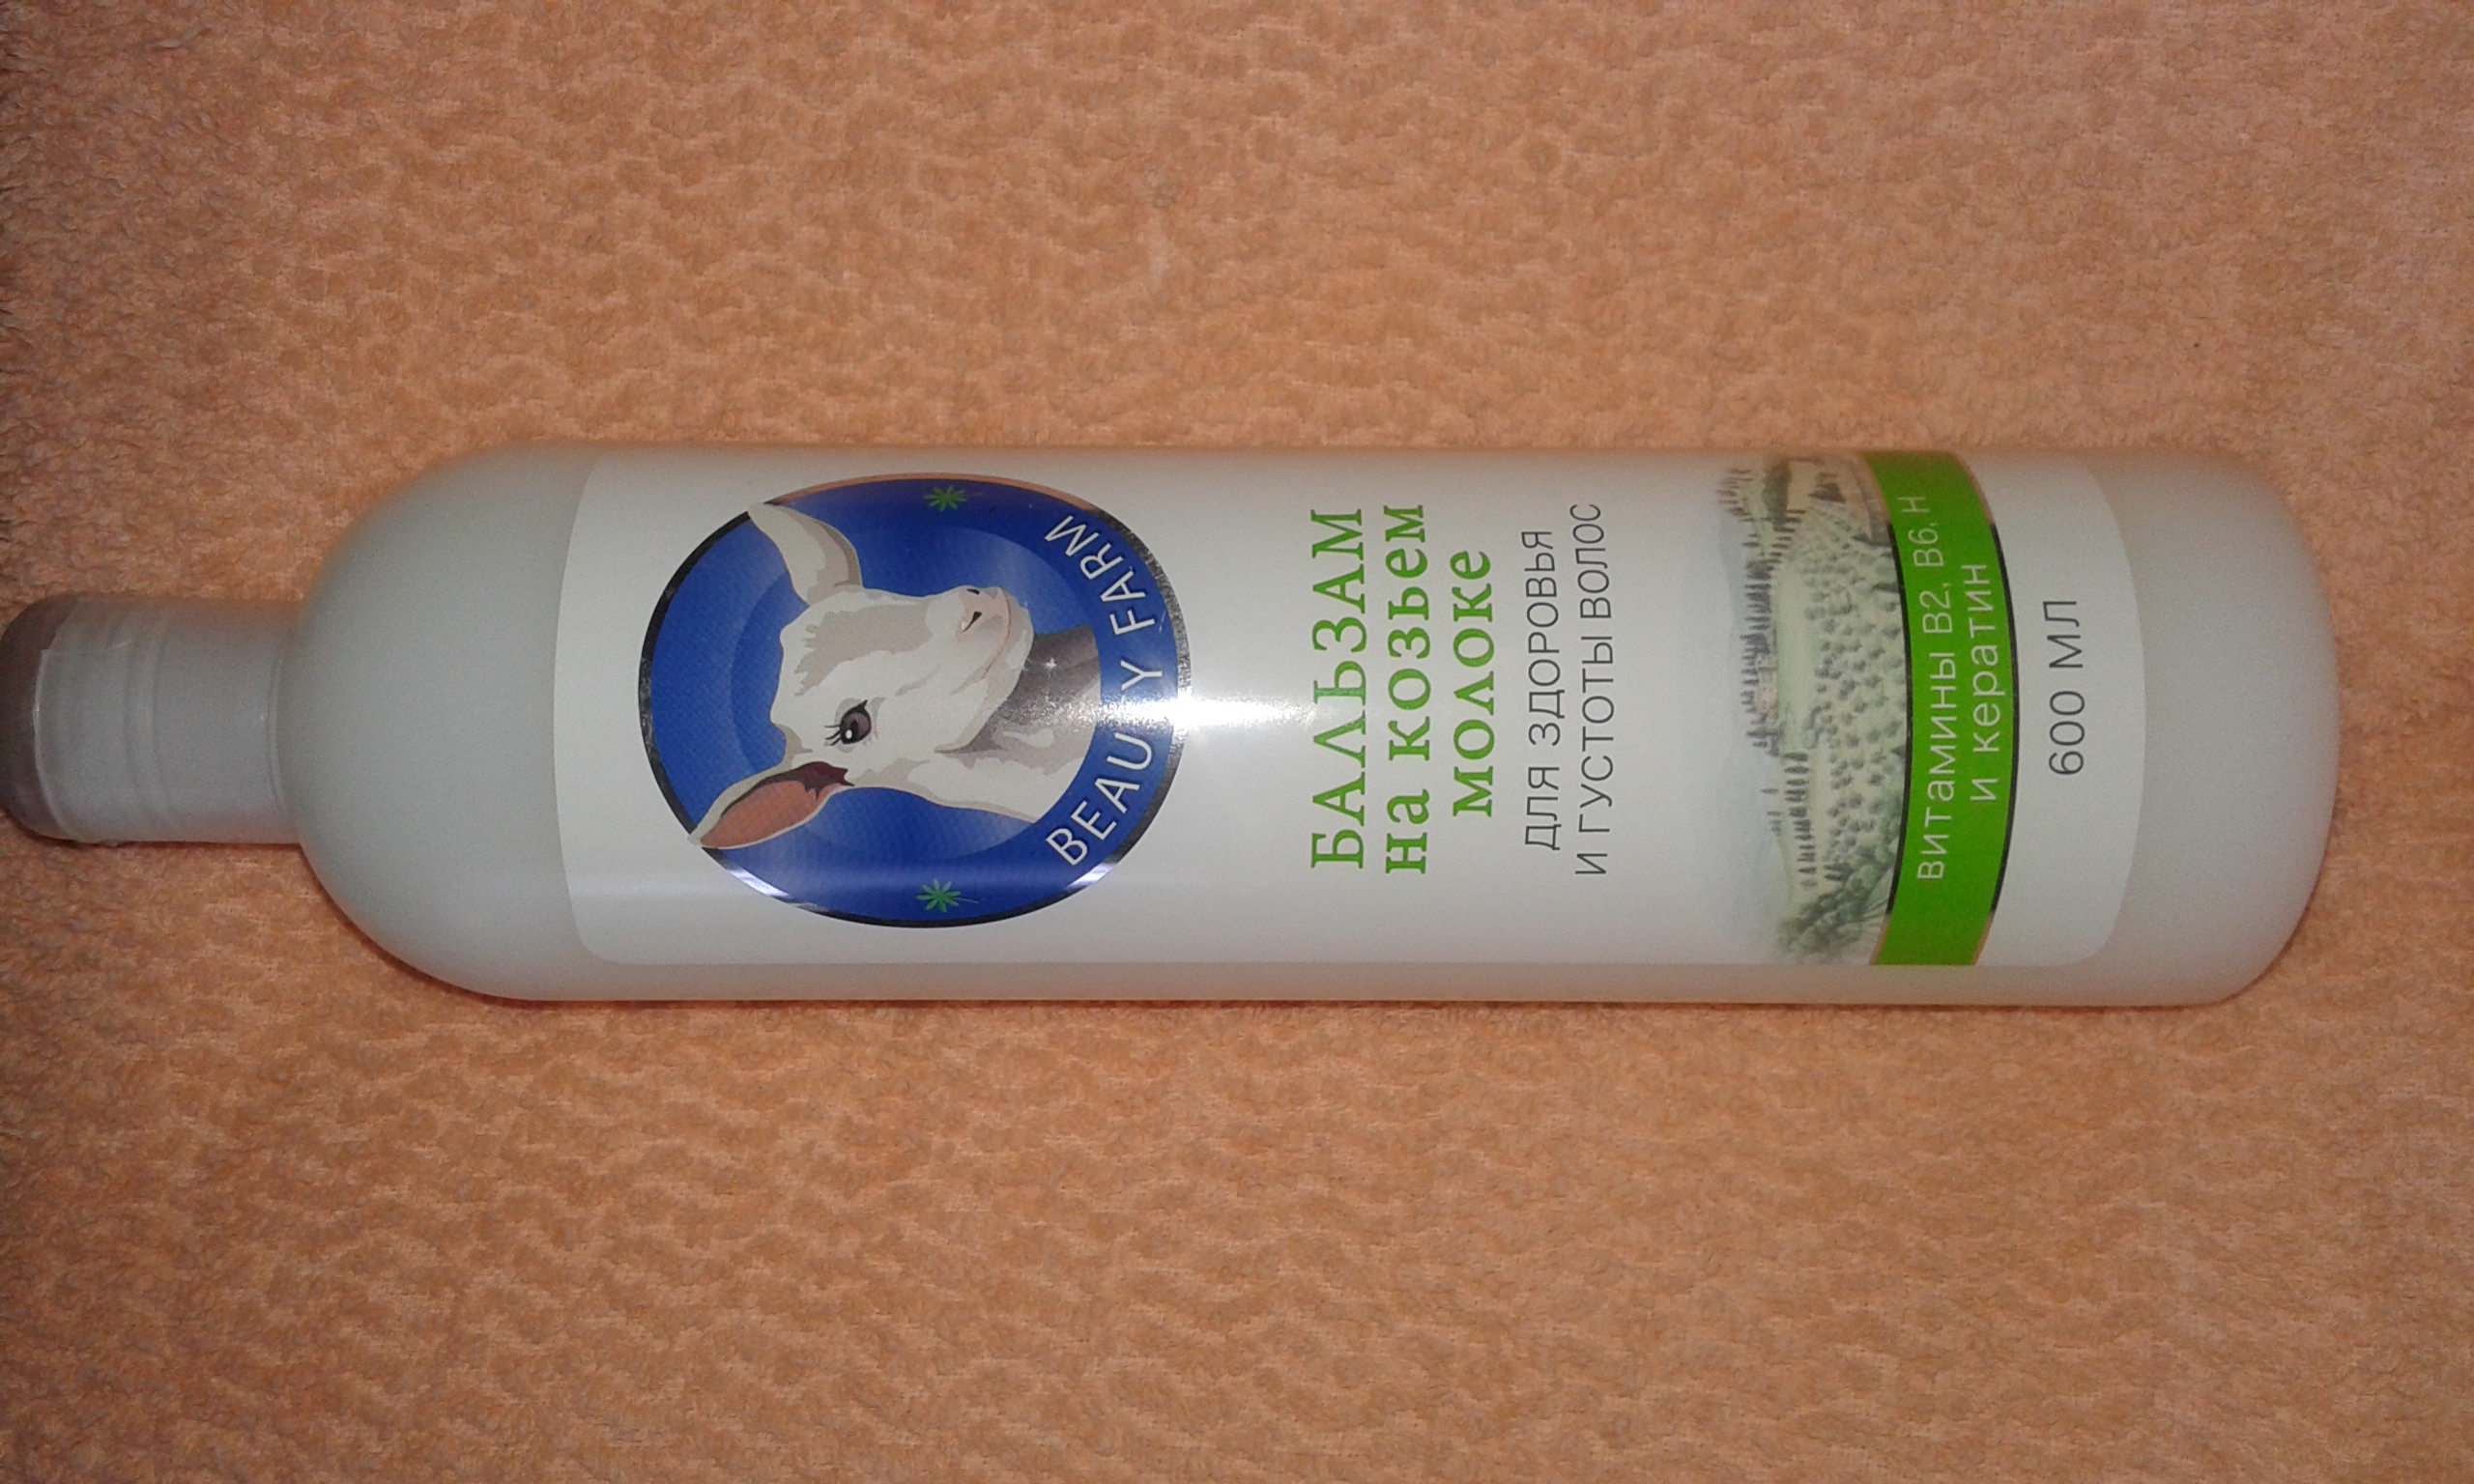 BEAUTY FARM
БАЛЬЗАМ
на козьем
молоке
ДЛЯ ЗДОРОВЬЯ
И ГУСТОТЫ ВОЛОС
витамины B2, B6, H
и кератин
600 МЛ